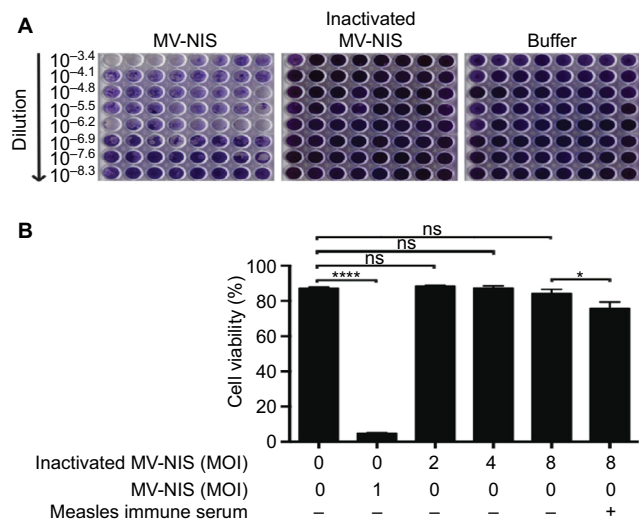 A
MV-NIS
Inactivated
MV-NIS
Buffer
Dilution
10−3.4
10−4.1
10−4.8
10−5.5
10−6.2
10−6.9
10−7.6
10−8.3
B
ns
ns
ns
****
*
Cell viability (%)
100
80
60
40
20
0
Inactivated MV-NIS (MOI) 0 0 2 4 8 8
MV-NIS (MOI) 0 1 0 0 0 0
Measles immune serum – – – – – +